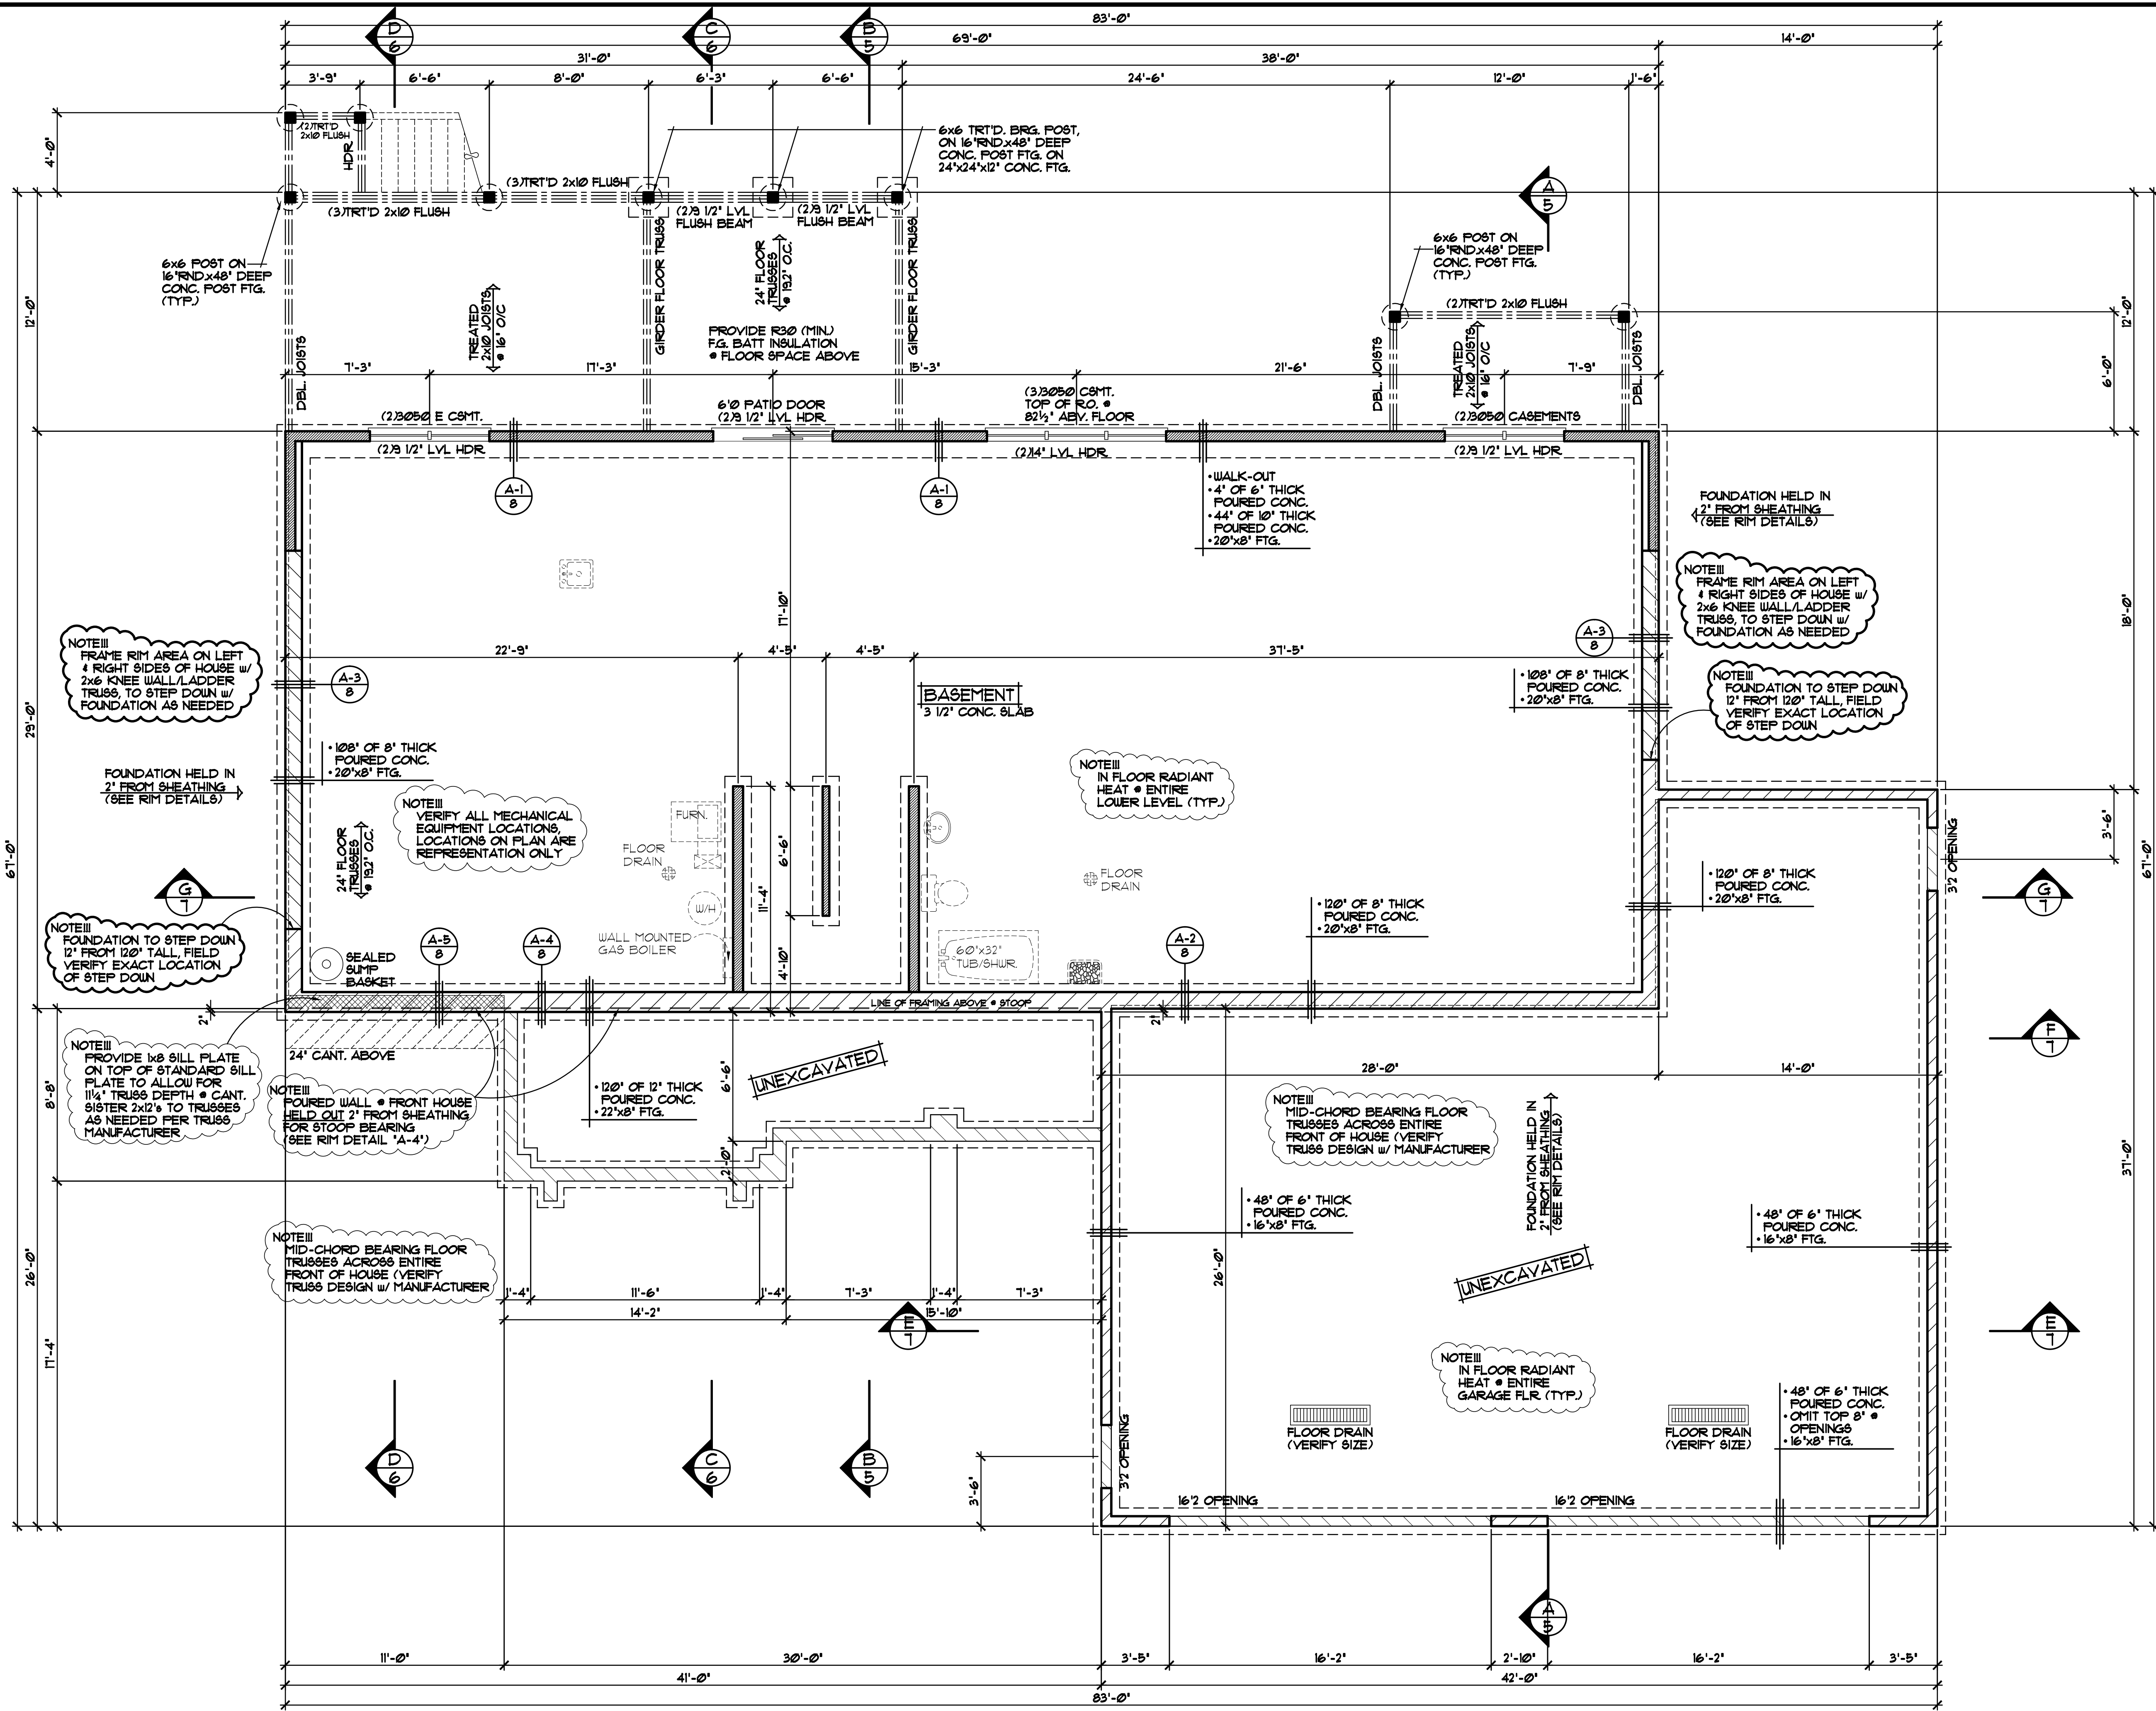 83'-0"
69'-0"
14'-0"
31'-0"
38'-0"
3'-9"
6'-6"
8'-0"
6'-3"
6'-6"
24'-6"
12'-0"
1'-6"
D
6
C
6
B
5
4'-0"
(2)TRT'D
2x10 FLUSH
HDR
(3)TRT'D 2x10 FLUSH
(3)TRT'D 2x10 FLUSH
6x6 TRT'D. BRG. POST,
ON 16"RND.x48" DEEP
CONC. POST FTG. ON
24"x24"x12" CONC. FTG.
A
5
(2)9 1/2" LVL
FLUSH BEAM
(2)9 1/2" LVL
FLUSH BEAM
6x6 POST ON
16"RND.x48" DEEP
CONC. POST FTG.
(TYP.)
6x6 POST ON
16"RND.x48" DEEP
CONC. POST FTG.
(TYP.)
12'-0"
DBL. JOISTS
TREATED
2x10 JOISTS
@ 16" O/C
GIRDER FLOOR TRUSS
24" FLOOR
TRUSSES
@ 19.2" O.C.
GIRDER FLOOR TRUSS
PROVIDE R30 (MIN.)
F.G. BATT INSULATION
@ FLOOR SPACE ABOVE
(2)TRT'D 2x10 FLUSH
DBL. JOISTS
TREATED
2x10 JOISTS
@ 16" O/C
DBL. JOISTS
6'-0"
12'-0"
7'-3"
17'-3"
15'-3"
21'-6"
7'-9"
(2)3050 E CSMT.
6'0 PATIO DOOR
(2)9 1/2" LVL HDR.
(3)3050 CSMT.
TOP OF R.O. @
82½" ABV. FLOOR
(2)3050 CASEMENTS
(2)9 1/2" LVL HDR.
(2)14" LVL HDR.
(2)9 1/2" LVL HDR.
A-1
8
A-1
8
• WALK-OUT
• 4" OF 6" THICK
POURED CONC.
• 44" OF 10" THICK
POURED CONC.
• 20"x8" FTG.
FOUNDATION HELD IN
2" FROM SHEATHING
(SEE RIM DETAILS)
NOTE!!!
FRAME RIM AREA ON LEFT
& RIGHT SIDES OF HOUSE w/
2x6 KNEE WALL/LADDER
TRUSS, TO STEP DOWN w/
FOUNDATION AS NEEDED
18'-0"
17'-10"
A-3
8
NOTE!!!
FRAME RIM AREA ON LEFT
& RIGHT SIDES OF HOUSE w/
2x6 KNEE WALL/LADDER
TRUSS, TO STEP DOWN w/
FOUNDATION AS NEEDED
22'-9"
4'-5"
4'-5"
37'-5"
A-3
8
BASEMENT
3 1/2" CONC. SLAB
• 108" OF 8" THICK
POURED CONC.
• 20"x8" FTG.
NOTE!!!
FOUNDATION TO STEP DOWN
12" FROM 120" TALL, FIELD
VERIFY EXACT LOCATION
OF STEP DOWN
29'-0"
• 108" OF 8" THICK
POURED CONC.
• 20"x8" FTG.
FOUNDATION HELD IN
2" FROM SHEATHING
(SEE RIM DETAILS)
NOTE!!!
IN FLOOR RADIANT
HEAT @ ENTIRE
LOWER LEVEL (TYP.)
NOTE!!!
VERIFY ALL MECHANICAL
EQUIPMENT LOCATIONS,
LOCATIONS ON PLAN ARE
REPRESENTATION ONLY
24" FLOOR
TRUSSES
@ 19.2" O.C.
FURN.
FLOOR
DRAIN
W/H
WALL MOUNTED
GAS BOILER
11'-4"
6'-6"
4'-10"
FLOOR
DRAIN
60"x32"
TUB/SHWR.
3'-6"
3'2 OPENING
67'-0"
67'-0"
G
7
G
7
• 120" OF 8" THICK
POURED CONC.
• 20"x8" FTG.
• 120" OF 8" THICK
POURED CONC.
• 20"x8" FTG.
NOTE!!!
FOUNDATION TO STEP DOWN
12" FROM 120" TALL, FIELD
VERIFY EXACT LOCATION
OF STEP DOWN
SEALED
SUMP
BASKET
A-5
8
A-4
8
A-2
8
LINE OF FRAMING ABOVE @ STOOP
2"
2"
24" CANT. ABOVE
NOTE!!!
PROVIDE 1x8 SILL PLATE
ON TOP OF STANDARD SILL
PLATE TO ALLOW FOR
11¼" TRUSS DEPTH @ CANT.
SISTER 2x12's TO TRUSSES
AS NEEDED PER TRUSS
MANUFACTURER
NOTE!!!
POURED WALL @ FRONT HOUSE
HELD OUT 2" FROM SHEATHING
FOR STOOP BEARING
(SEE RIM DETAIL "A-4")
• 120" OF 12" THICK
POURED CONC.
• 22"x8" FTG.
8'-8"
6'-6"
2'-0"
UNEXCAVATED
28'-0"
14'-0"
F
7
NOTE!!!
MID-CHORD BEARING FLOOR
TRUSSES ACROSS ENTIRE
FRONT OF HOUSE (VERIFY
TRUSS DESIGN w/ MANUFACTURER
FOUNDATION HELD IN
2" FROM SHEATHING
(SEE RIM DETAILS)
37'-0"
• 48" OF 6" THICK
POURED CONC.
• 16"x8" FTG.
• 48" OF 6" THICK
POURED CONC.
• 16"x8" FTG.
NOTE!!!
MID-CHORD BEARING FLOOR
TRUSSES ACROSS ENTIRE
FRONT OF HOUSE (VERIFY
TRUSS DESIGN w/ MANUFACTURER
26'-0"
26'-0"
UNEXCAVATED
1'-4"
11'-6"
1'-4"
7'-3"
1'-4"
7'-3"
14'-2"
15'-10"
E
7
E
7
17'-4"
NOTE!!!
IN FLOOR RADIANT
HEAT @ ENTIRE
GARAGE FLR. (TYP.)
• 48" OF 6" THICK
POURED CONC.
• OMIT TOP 8" @
OPENINGS
• 16"x8" FTG.
FLOOR DRAIN
(VERIFY SIZE)
FLOOR DRAIN
(VERIFY SIZE)
D
6
C
6
B
5
3'-6"
3'2 OPENING
16'2 OPENING
16'2 OPENING
A
5
11'-0"
30'-0"
3'-5"
16'-2"
2'-10"
16'-2"
3'-5"
41'-0"
42'-0"
83'-0"